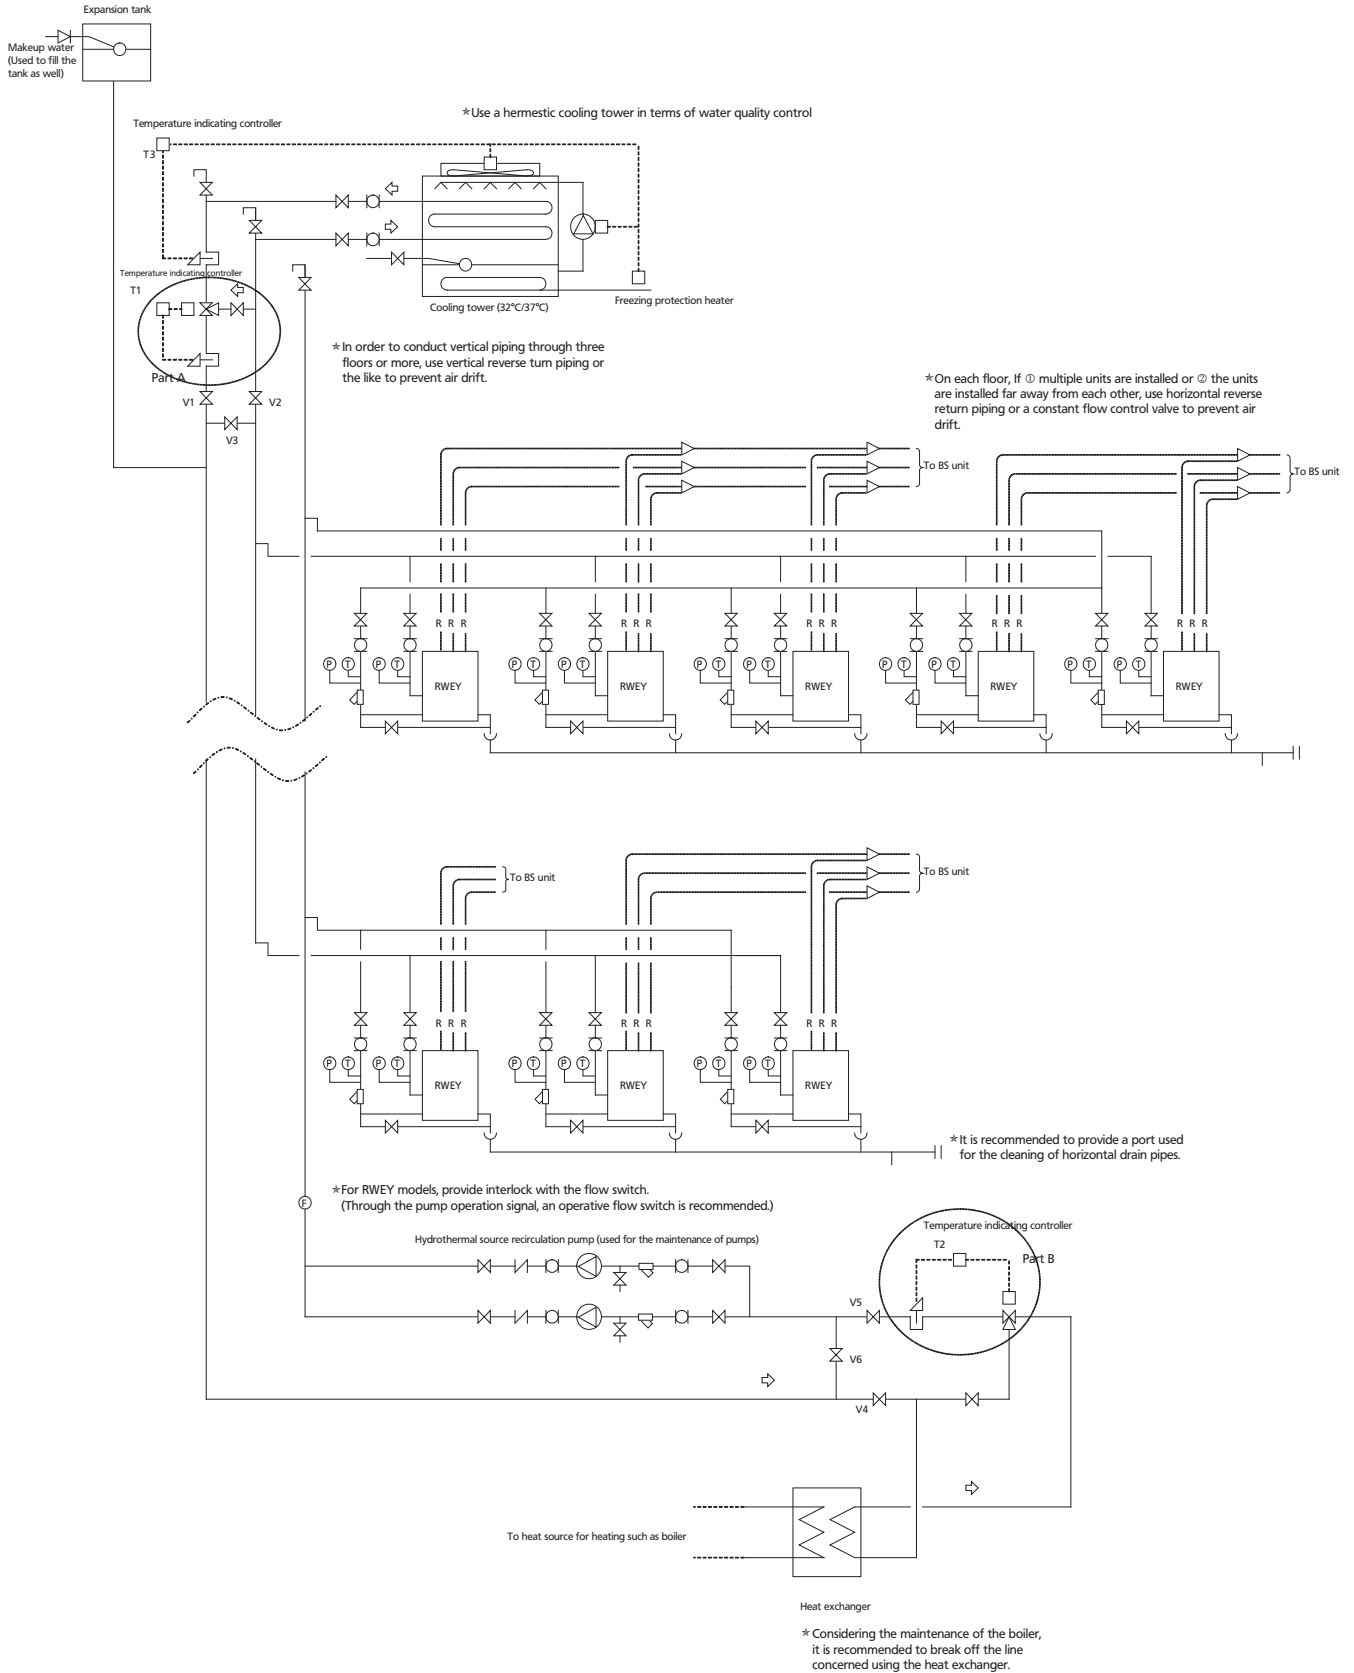 Expansion tank
Makeup water
(Used to fill the
tank as well)
✳Use a hermestic cooling tower in terms of water quality control
Temperature indicating controller
T3
Temperature indicating controller
T1
Freezing protection heater
Cooling tower (32°C/37°C)
✳In order to conduct vertical piping through three
floors or more, use vertical reverse turn piping or
the like to prevent air drift.
Part A
✳On each floor, If ① multiple units are installed or ② the units
are installed far away from each other, use horizontal reverse
return piping or a constant flow control valve to prevent air
drift.
V1
V2
V3
To BS unit
To BS unit
R R R
R R R
R R R
R R R
R R R
P T P T
P T P T
P T P T
P T P T
P T P T
RWEY
RWEY
RWEY
RWEY
RWEY
To BS unit
To BS unit
R R R
R R R
R R R
P T P T
P T P T
P T P T
RWEY
RWEY
RWEY
✳It is recommended to provide a port used
for the cleaning of horizontal drain pipes.
✳For RWEY models, provide interlock with the flow switch.
(Through the pump operation signal, an operative flow switch is recommended.)
F
Hydrothermal source recirculation pump (used for the maintenance of pumps)
Temperature indicating controller
T2
Part B
V5
V6
V4
To heat source for heating such as boiler
Heat exchanger
✳Considering the maintenance of the boiler,
it is recommended to break off the line
concerned using the heat exchanger.